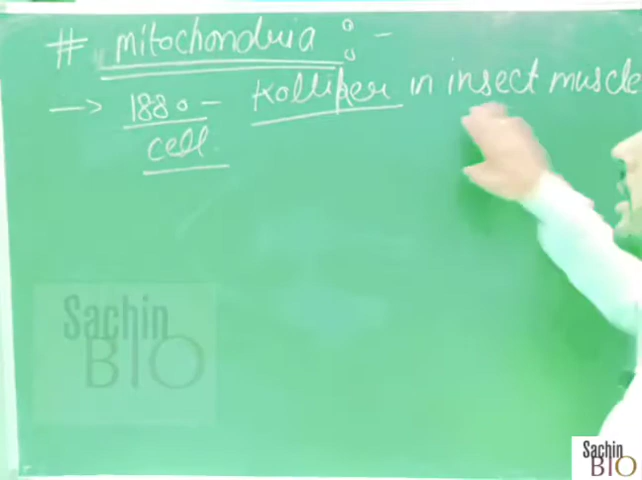 # mitochondria :-
→ 1880 - Kolliker in insect muscle
cell
Sachin
BIO
Sachin
BIO